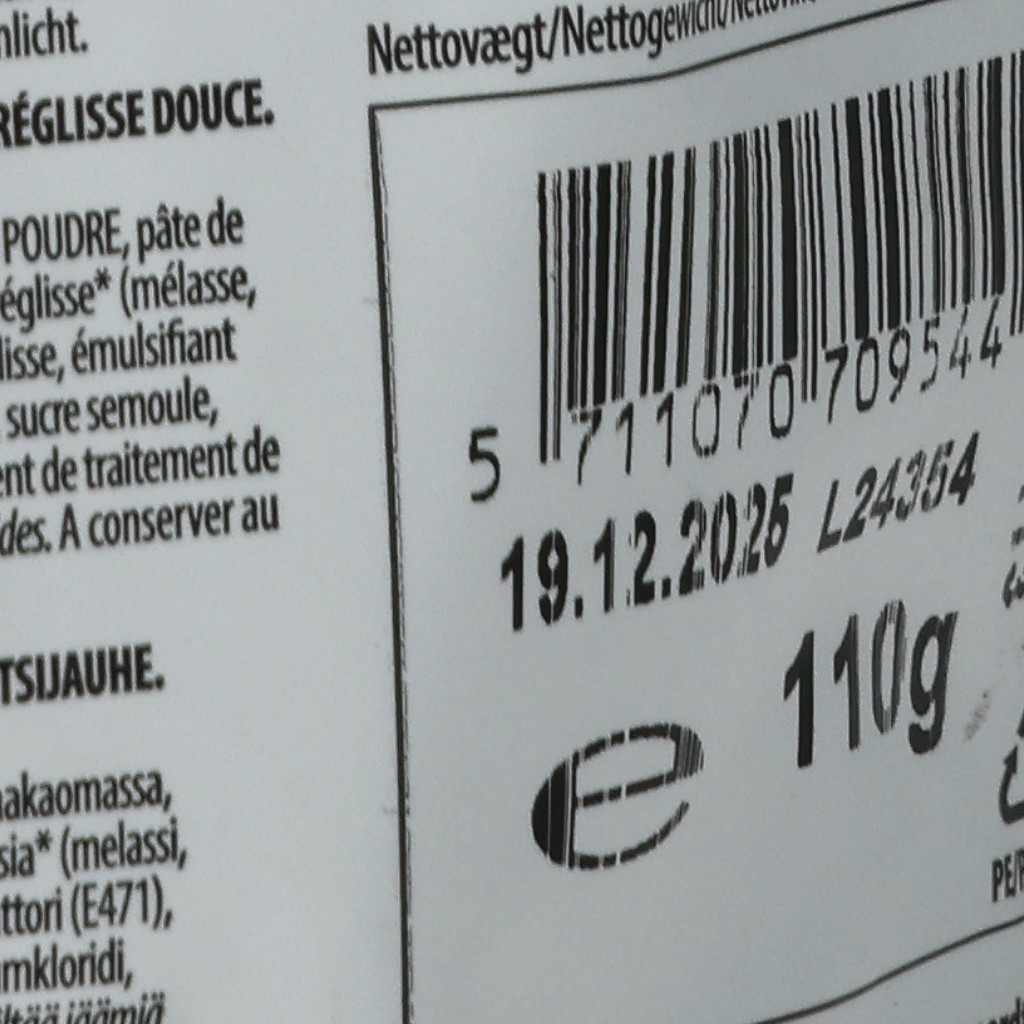 nlicht.
RÉGLISSE DOUCE.
POUDRE, pâte de
églisse* (mélasse,
lisse, émulsifiant
sucre semoule,
ent de traitement de
des. A conserver au
TSIJAUHE.
akaomassa,
sia* (melassi,
ttori (E471),
mkloridi,
Nettovægt/Nettogewicht/
5 711070 709544
19.12.2025 L24354
110g
e
PE/